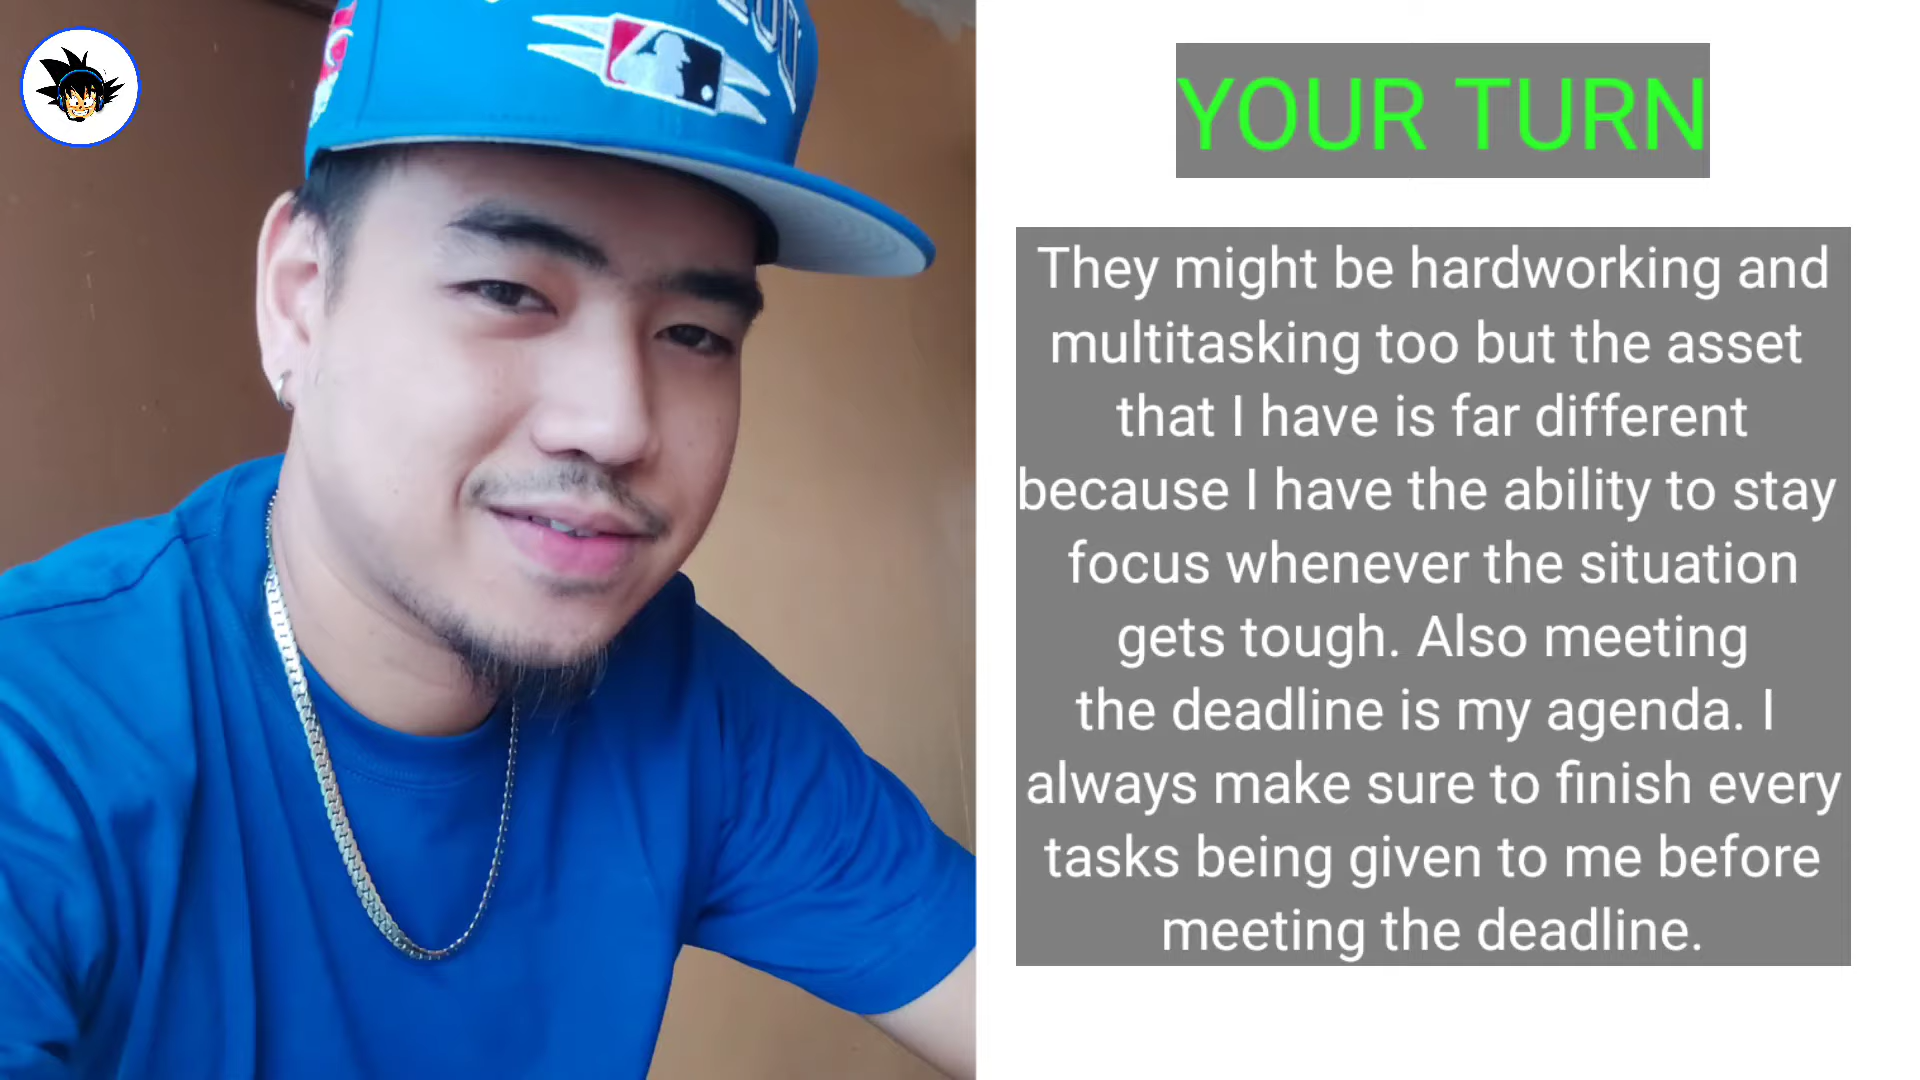 YOUR TURN
They might be hardworking and
multitasking too but the asset
that I have is far different
because I have the ability to stay
focus whenever the situation
gets tough. Also meeting
the deadline is my agenda. I
always make sure to finish every
tasks being given to me before
meeting the deadline.